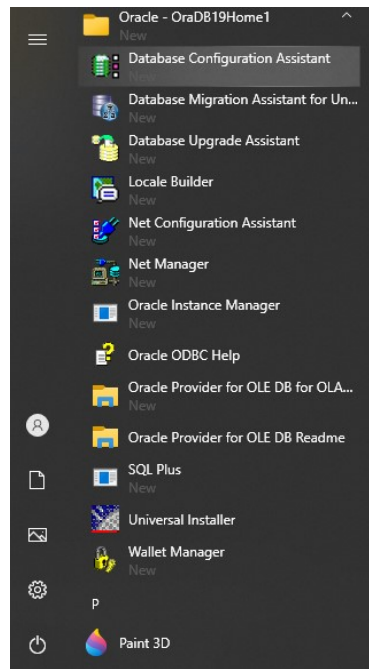 Oracle - OraDB19Home1
New
Database Configuration Assistant
New
Database Migration Assistant for Un...
New
Database Upgrade Assistant
New
Locale Builder
New
Net Configuration Assistant
New
Net Manager
New
Oracle Instance Manager
New
Oracle ODBC Help
Oracle Provider for OLE DB for OLA...
New
Oracle Provider for OLE DB Readme
SQL Plus
New
Universal Installer
Wallet Manager
New
P
Paint 3D